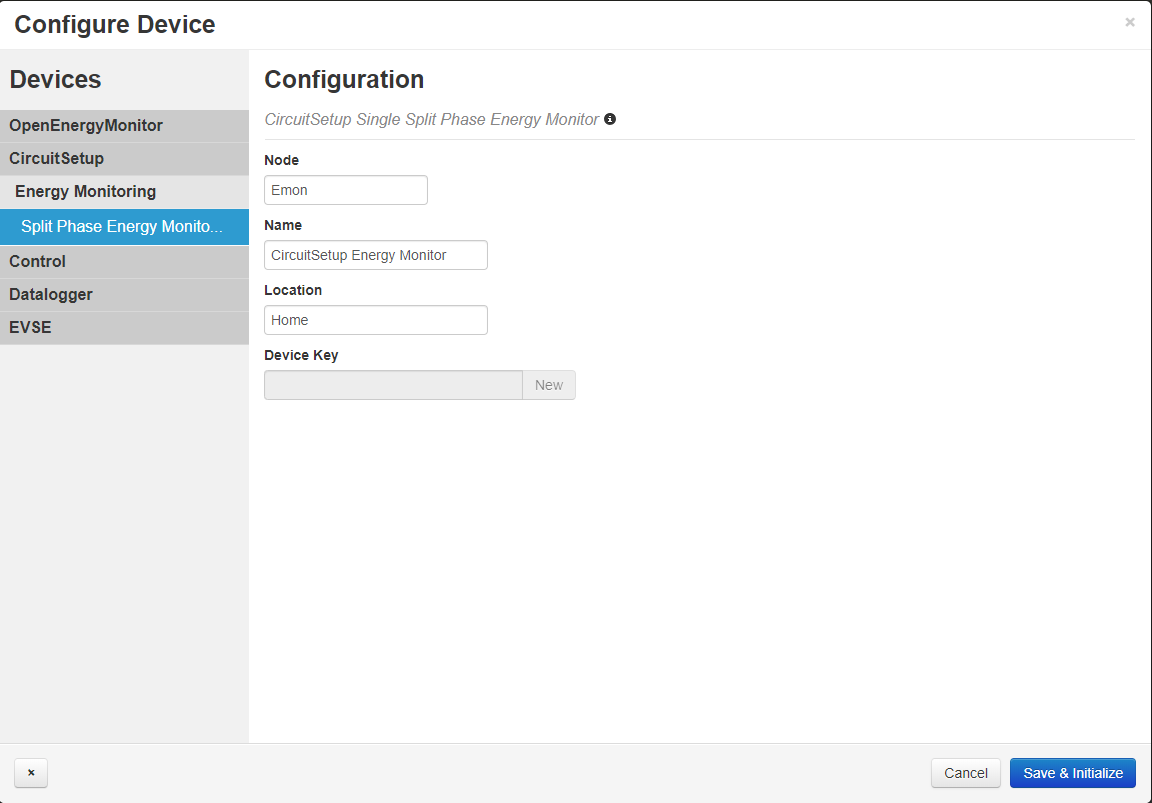 Configure Device
×
Devices
OpenEnergyMonitor
CircuitSetup
Energy Monitoring
Split Phase Energy Monito...
Control
Datalogger
EVSE
Configuration
CircuitSetup Single Split Phase Energy Monitor
Node
Emon
Name
CircuitSetup Energy Monitor
Location
Home
Device Key
New
×
Cancel
Save & Initialize